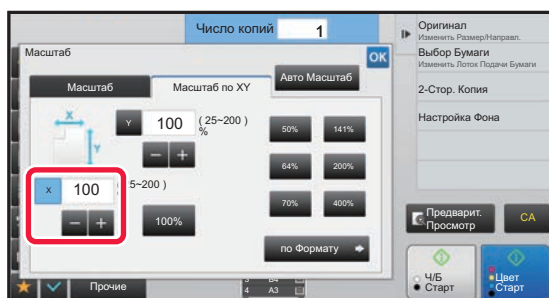 Число копий 1
Масштаб
OK
Масштаб
Масштаб по XY
Авто Масштаб
X
Y
Y 100 ( 25~200 )
%
50% 141%
64% 200%
70% 400%
X 100 5~200 )
100%
по Формату
Оригинал
Изменить Размер/Направл.
Выбор Бумаги
Изменить Лоток Подачи Бумаги
2-Стор. Копия
Настройка Фона
Предварит.
Просмотр
CA
Ч/Б
Старт
Цвет
Старт
Прочие
4 A3